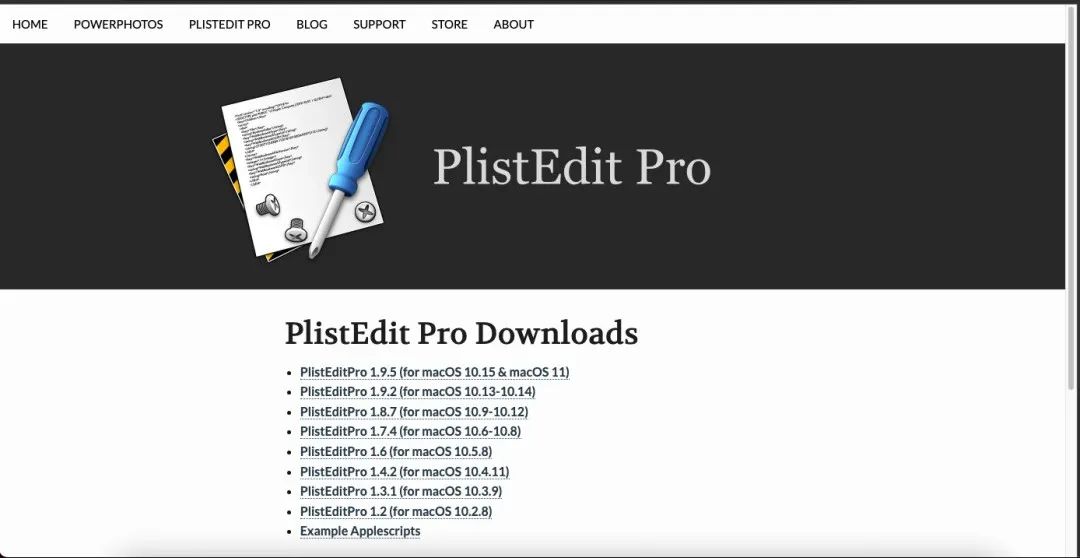 HOME POWERPHOTOS PLISTEDIT PRO BLOG SUPPORT STORE ABOUT
PlistEdit Pro
PlistEdit Pro Downloads
PlistEditPro 1.9.5 (for macOS 10.15 & macOS 11)
PlistEditPro 1.9.2 (for macOS 10.13-10.14)
PlistEditPro 1.8.7 (for macOS 10.9-10.12)
PlistEditPro 1.7.4 (for macOS 10.6-10.8)
PlistEditPro 1.6 (for macOS 10.5.8)
PlistEditPro 1.4.2 (for macOS 10.4.11)
PlistEditPro 1.3.1 (for macOS 10.3.9)
PlistEditPro 1.2 (for macOS 10.2.8)
Example Applescripts